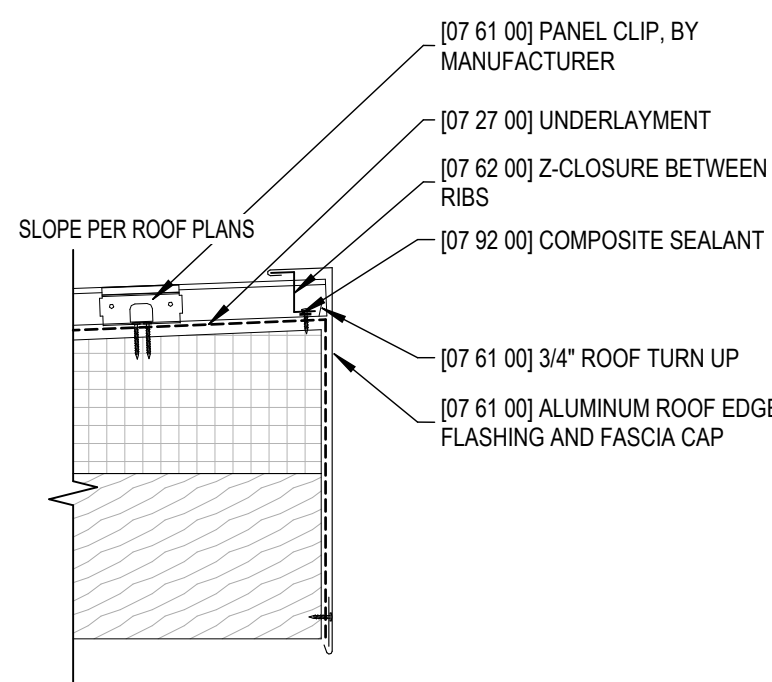 [07 61 00] PANEL CLIP, BY
MANUFACTURER
[07 27 00] UNDERLAYMENT
[07 62 00] Z-CLOSURE BETWEEN
RIBS
SLOPE PER ROOF PLANS
[07 92 00] COMPOSITE SEALANT
[07 61 00] 3/4" ROOF TURN UP
[07 61 00] ALUMINUM ROOF EDGE
FLASHING AND FASCIA CAP